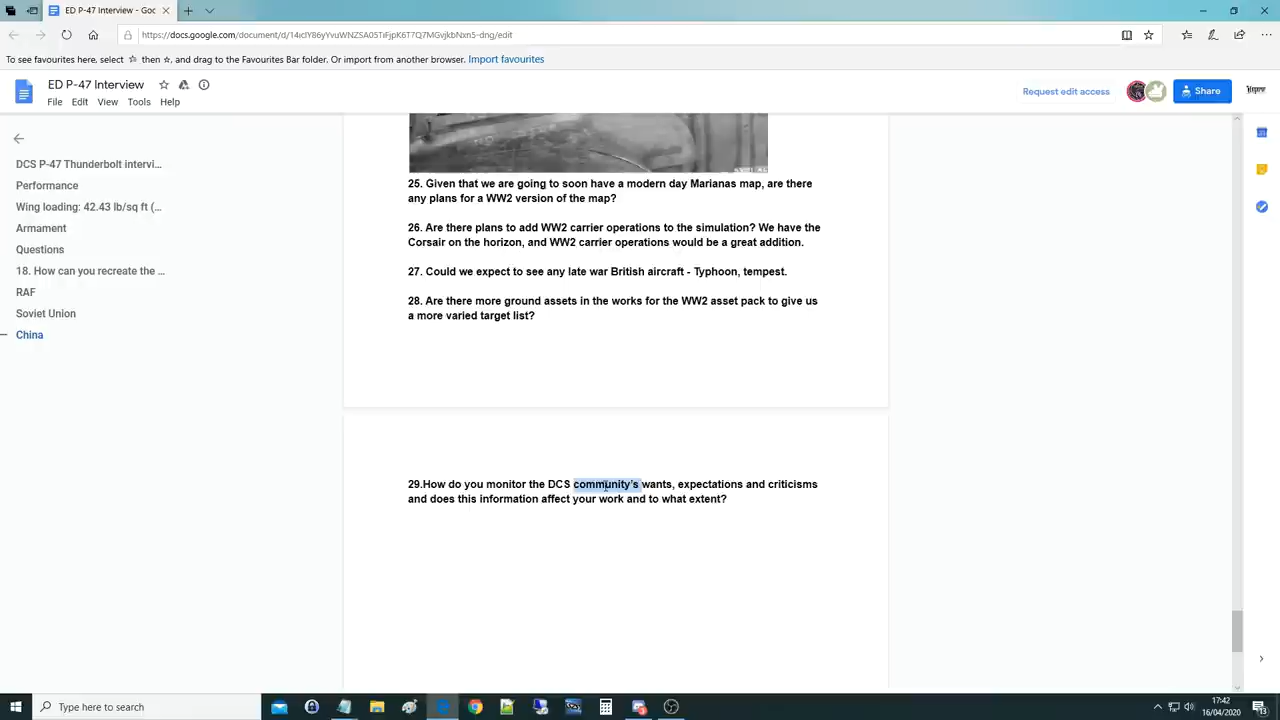 ED P-47 Interview - Goc
https://docs.google.com/document/d/14iclY86yYvuWNZSA05TiFjpK6T7Q7MGvjkbNxn5-dng/edit
To see favourites here, select ☆ then ☆, and drag to the Favourites Bar folder. Or import from another browser. Import favourites
ED P-47 Interview
File Edit View Tools Help
Request edit access
Share
DCS P-47 Thunderbolt intervi...
Performance
Wing loading: 42.43 lb/sq ft (...
Armament
Questions
18. How can you recreate the ...
RAF
Soviet Union
China
25. Given that we are going to soon have a modern day Marianas map, are there
any plans for a WW2 version of the map?
26. Are there plans to add WW2 carrier operations to the simulation? We have the
Corsair on the horizon, and WW2 carrier operations would be a great addition.
27. Could we expect to see any late war British aircraft - Typhoon, tempest.
28. Are there more ground assets in the works for the WW2 asset pack to give us
a more varied target list?
29.How do you monitor the DCS community's wants, expectations and criticisms
and does this information affect your work and to what extent?
Type here to search
17:42
16/04/2020